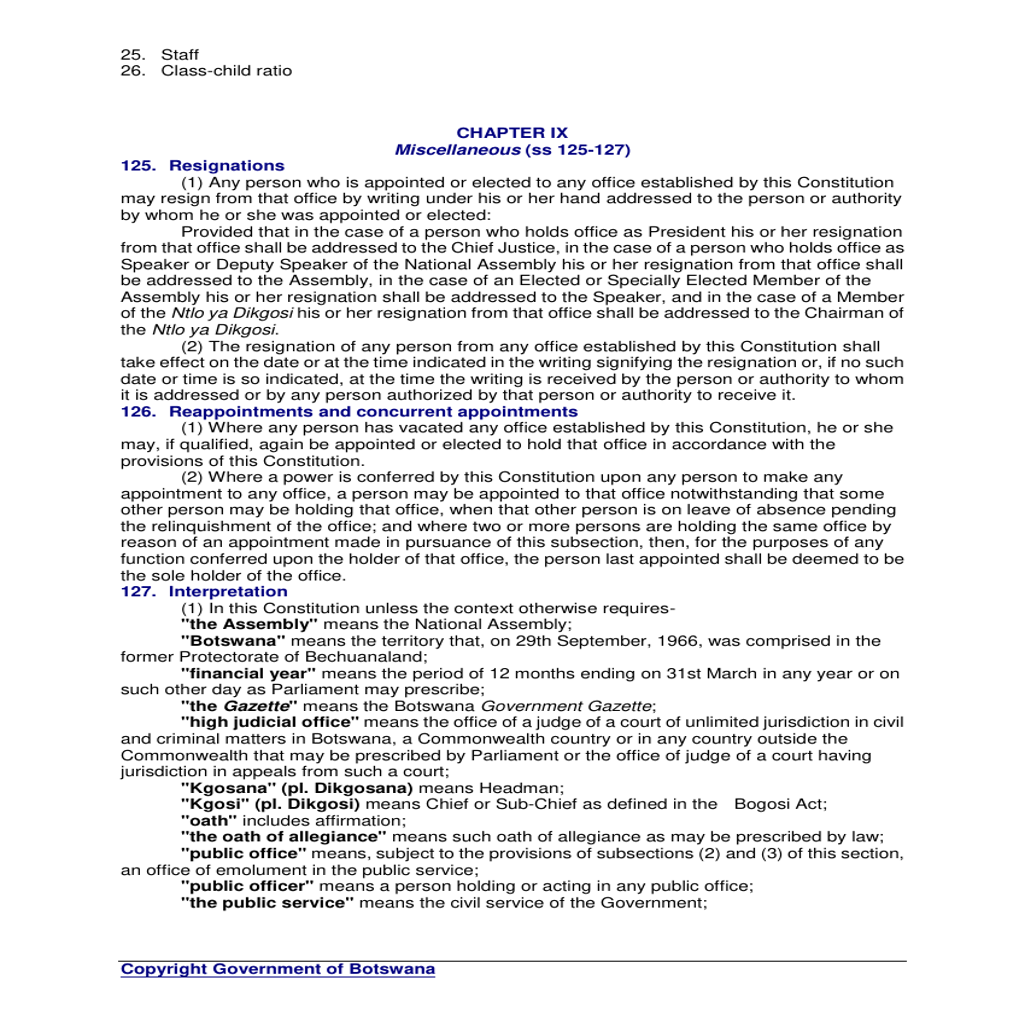 25. Staff
26. Class-child ratio
CHAPTER IX
Miscellaneous (ss 125-127)
125. Resignations
(1) Any person who is appointed or elected to any office established by this Constitution
may resign from that office by writing under his or her hand addressed to the person or authority
by whom he or she was appointed or elected:
Provided that in the case of a person who holds office as President his or her resignation
from that office shall be addressed to the Chief Justice, in the case of a person who holds office as
Speaker or Deputy Speaker of the National Assembly his or her resignation from that office shall
be addressed to the Assembly, in the case of an Elected or Specially Elected Member of the
Assembly his or her resignation shall be addressed to the Speaker, and in the case of a Member
of the Ntlo ya Dikgosi his or her resignation from that office shall be addressed to the Chairman of
the Ntlo ya Dikgosi.
(2) The resignation of any person from any office established by this Constitution shall
take effect on the date or at the time indicated in the writing signifying the resignation or, if no such
date or time is so indicated, at the time the writing is received by the person or authority to whom
it is addressed or by any person authorized by that person or authority to receive it.
126. Reappointments and concurrent appointments
(1) Where any person has vacated any office established by this Constitution, he or she
may, if qualified, again be appointed or elected to hold that office in accordance with the
provisions of this Constitution.
(2) Where a power is conferred by this Constitution upon any person to make any
appointment to any office, a person may be appointed to that office notwithstanding that some
other person may be holding that office, when that other person is on leave of absence pending
the relinquishment of the office; and where two or more persons are holding the same office by
reason of an appointment made in pursuance of this subsection, then, for the purposes of any
function conferred upon the holder of that office, the person last appointed shall be deemed to be
the sole holder of the office.
127. Interpretation
(1) In this Constitution unless the context otherwise requires-
"the Assembly" means the National Assembly;
"Botswana" means the territory that, on 29th September, 1966, was comprised in the
former Protectorate of Bechuanaland;
"financial year" means the period of 12 months ending on 31st March in any year or on
such other day as Parliament may prescribe;
"the Gazette" means the Botswana Government Gazette;
"high judicial office" means the office of a judge of a court of unlimited jurisdiction in civil
and criminal matters in Botswana, a Commonwealth country or in any country outside the
Commonwealth that may be prescribed by Parliament or the office of judge of a court having
jurisdiction in appeals from such a court;
"Kgosana" (pl. Dikgosana) means Headman;
"Kgosi" (pl. Dikgosi) means Chief or Sub-Chief as defined in the Bogosi Act;
"oath" includes affirmation;
"the oath of allegiance" means such oath of allegiance as may be prescribed by law;
"public office" means, subject to the provisions of subsections (2) and (3) of this section,
an office of emolument in the public service;
"public officer" means a person holding or acting in any public office;
"the public service" means the civil service of the Government;
Copyright Government of Botswana